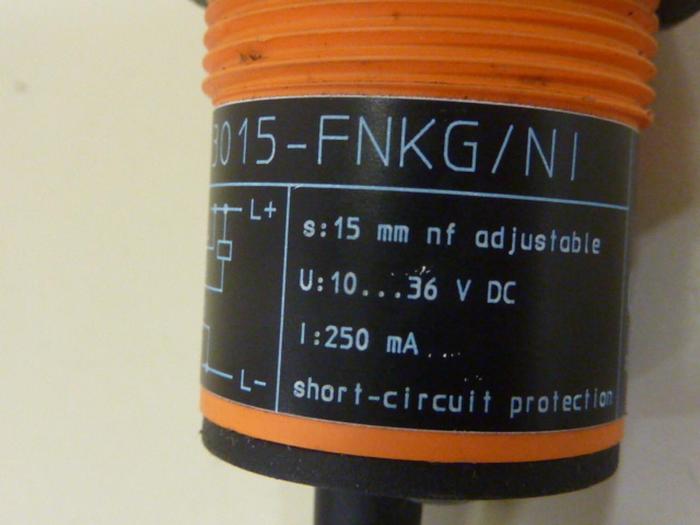 3015-FNKG/NI
L+
s:15 mm nf adjustable
U:10...36 V DC
I:250 mA
L-
short-circuit protection